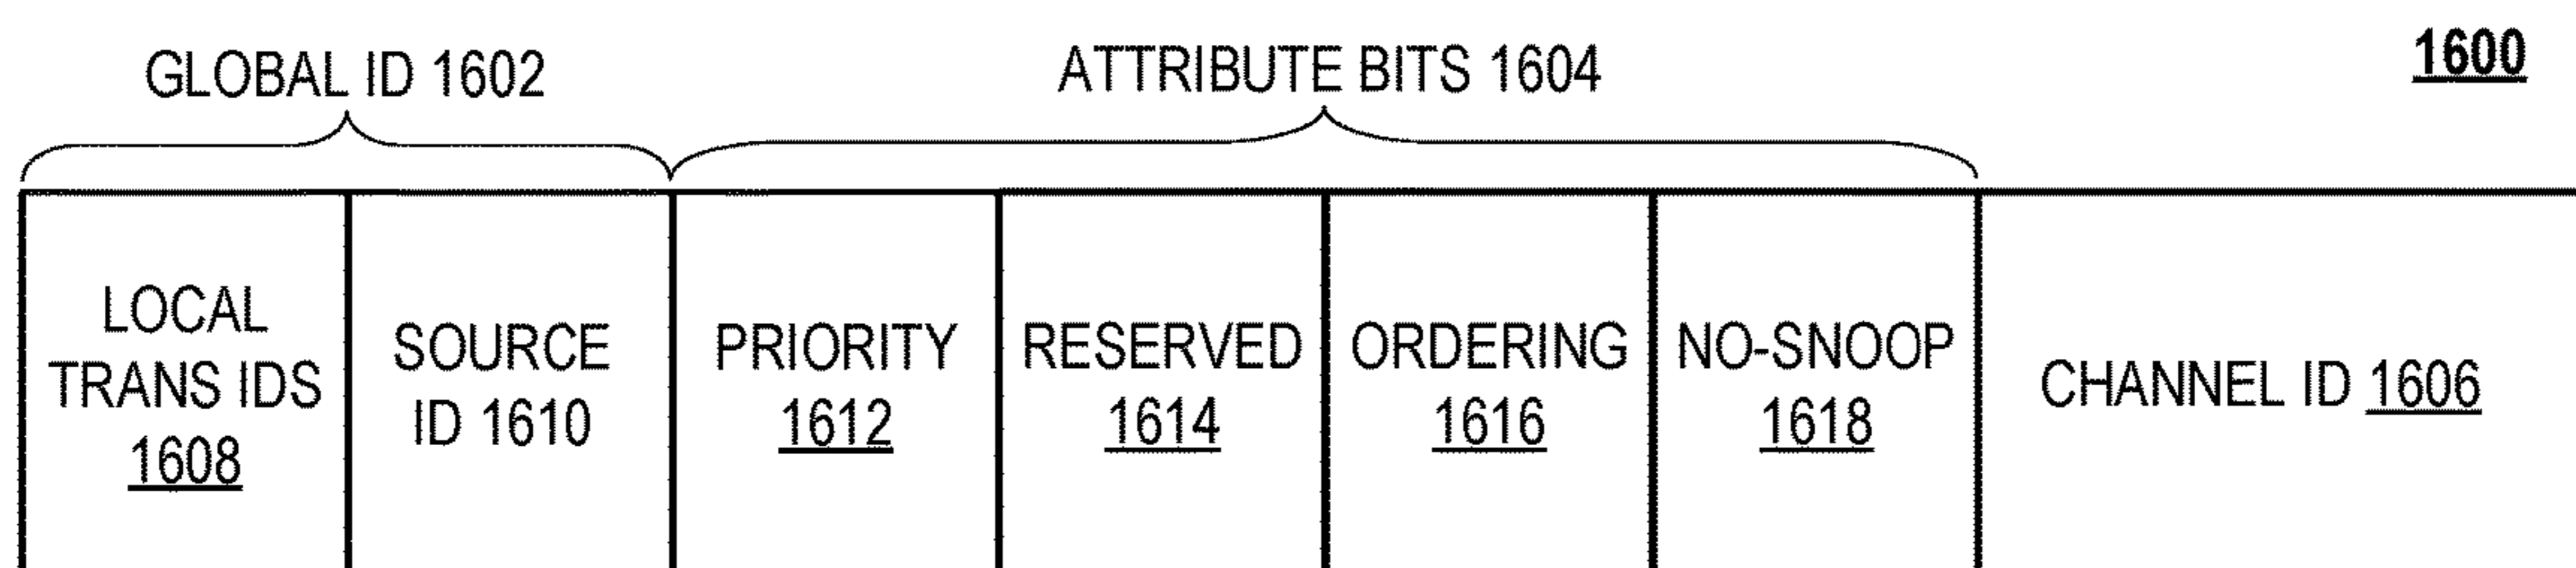 GLOBAL ID 1602
ATTRIBUTE BITS 1604
1600
LOCAL
TRANS IDS
1608
SOURCE
ID 1610
PRIORITY
1612
RESERVED
1614
ORDERING
1616
NO-SNOOP
1618
CHANNEL ID 1606